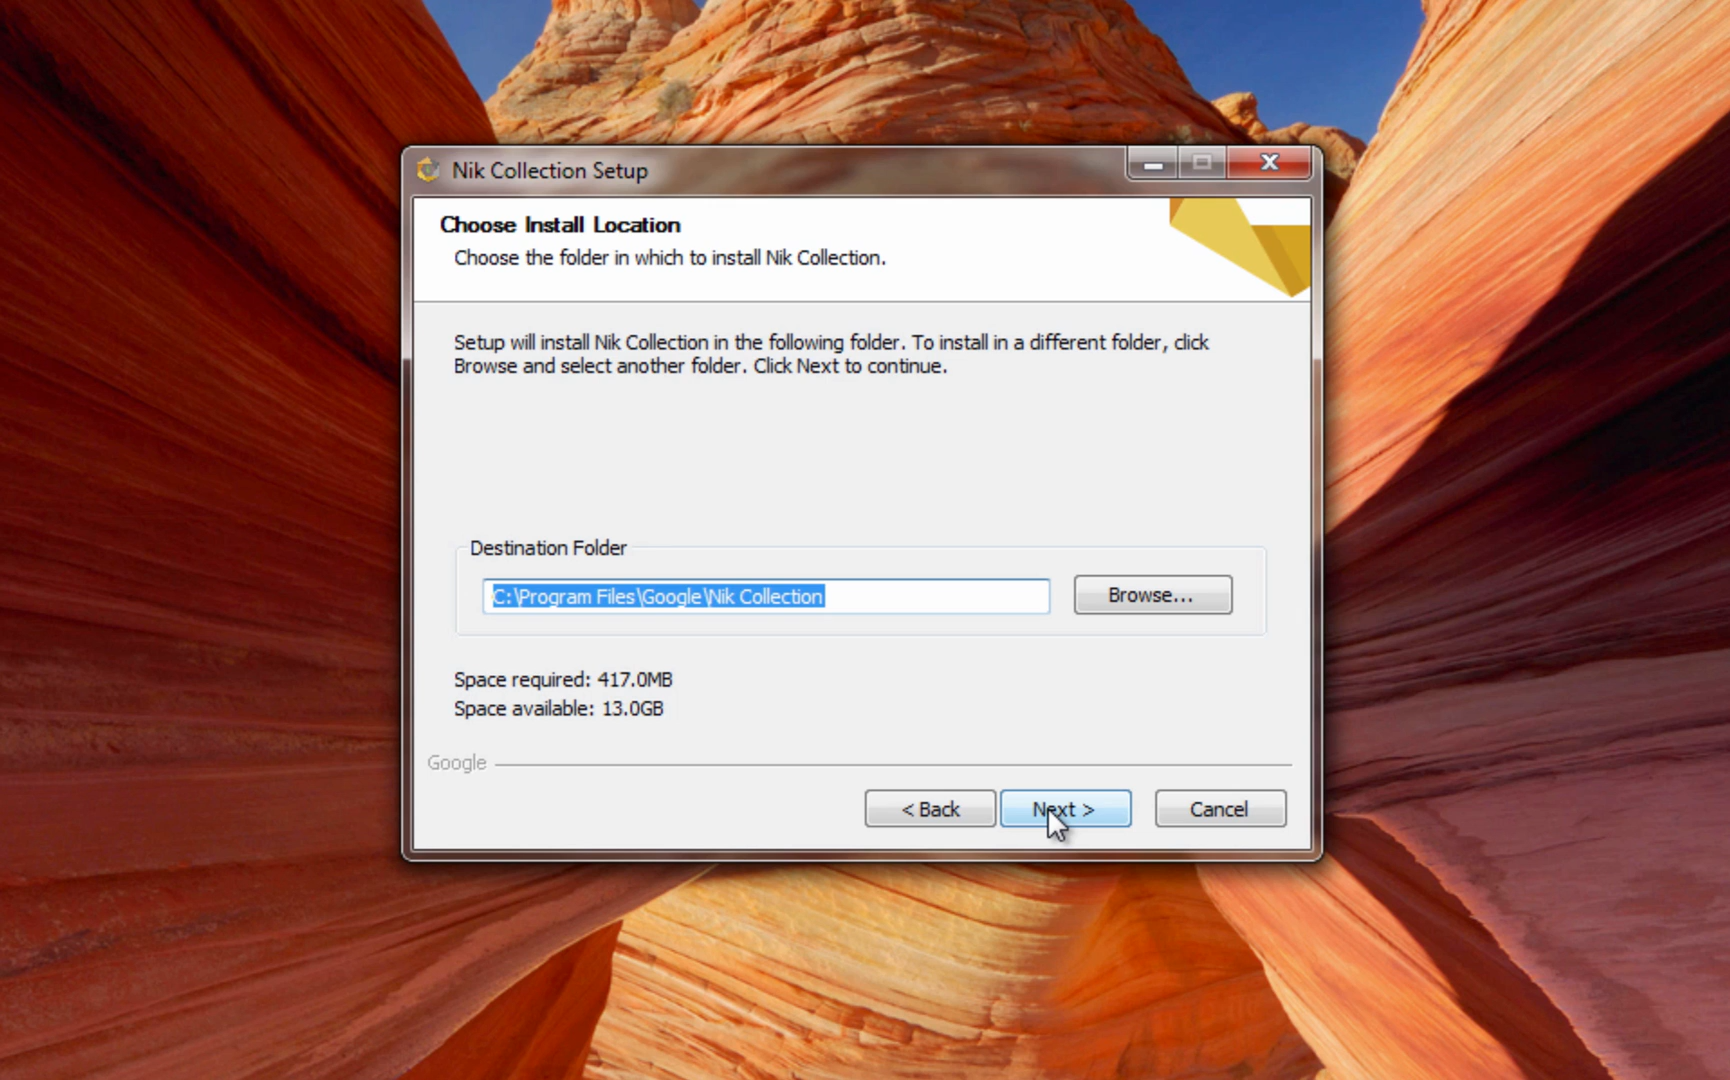 Nik Collection Setup
Choose Install Location
Choose the folder in which to install Nik Collection.
Setup will install Nik Collection in the following folder. To install in a different folder, click
Browse and select another folder. Click Next to continue.
Destination Folder
C:\Program Files\Google\Nik Collection
Browse...
Space required: 417.0MB
Space available: 13.0GB
Google
< Back
Next >
Cancel